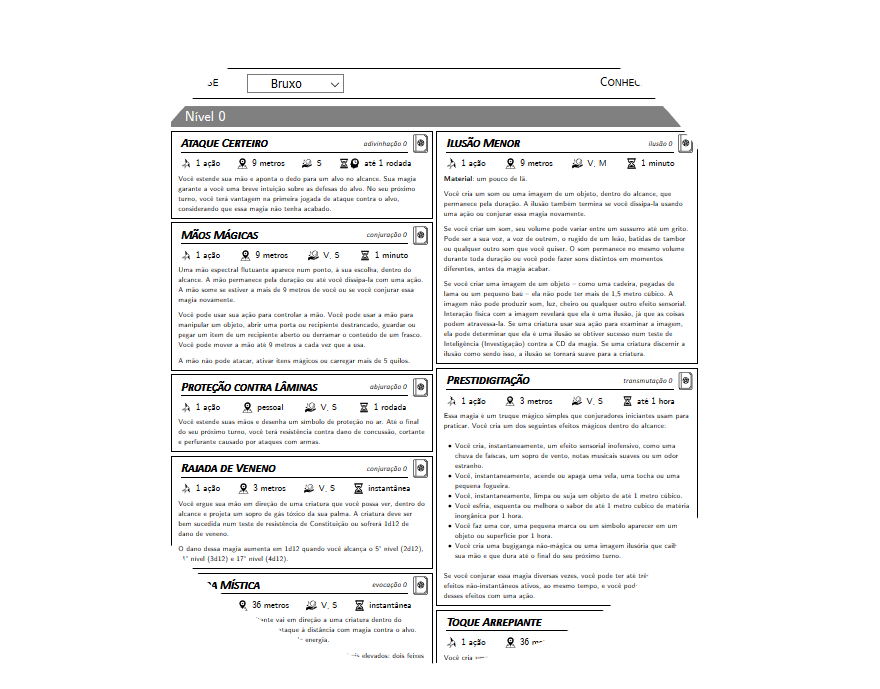 Bruxo
Nível 0
ATAQUE CERTEIRO adivinhação 0
1 ação 9 metros S até 1 rodada
Você estende sua mão e aponta o dedo para um alvo no alcance. Sua magia
garante a você uma breve intuição sobre as defesas do alvo. No seu próximo
turno, você terá vantagem na primeira jogada de ataque contra o alvo,
considerando que essa magia não tenha acabado.
MÃOS MÁGICAS conjuração 0
1 ação 9 metros V, S 1 minuto
Uma mão espectral flutuante aparece num ponto, à sua escolha, dentro do
alcance. A mão permanece pela duração ou até você dissipa-la com uma ação.
A mão some se estiver a mais de 9 metros de você ou se você conjurar essa
magia novamente.
Você pode usar sua ação para controlar a mão. Você pode usar a mão para
manipular um objeto, abrir uma porta ou recipiente destrancado, guardar ou
pegar um item de um recipiente aberto ou derramar o conteúdo de um frasco.
Você pode mover a mão até 9 metros a cada vez que a usa.
A mão não pode atacar, ativar itens mágicos ou carregar mais de 5 quilos.
PROTEÇÃO CONTRA LÂMINAS abjuração 0
1 ação pessoal V, S 1 rodada
Você estende suas mãos e desenha um símbolo de proteção no ar. Até o final
do seu próximo turno, você terá resistência contra dano de concussão, cortante
e perfurante causado por ataques com armas.
RAJADA DE VENENO conjuração 0
1 ação 3 metros V, S instantânea
Você ergue sua mão em direção de uma criatura que você possa ver, dentro do
alcance e projeta um sopro de gás tóxico da sua palma. A criatura deve ser
bem sucedida num teste de resistência de Constituição ou sofrerá 1d12 de
dano de veneno.
O dano dessa magia aumenta em 1d12 quando você alcança o 5° nível (2d12),
nível (3d12) e 17° nível (4d12).
MÍSTICA evocação 0
36 metros V, S instantânea
vai em direção a uma criatura dentro do
à distância com magia contra o alvo.
energia.
elevados: dois feixes
ILUSÃO MENOR ilusão 0
1 ação 9 metros V, M 1 minuto
Material: um pouco de lã.
Você cria um som ou uma imagem de um objeto, dentro do alcance, que
permanece pela duração. A ilusão também termina se você dissipa-la usando
uma ação ou conjurar essa magia novamente.
Se você criar um som, seu volume pode variar entre um sussurro até um grito.
Pode ser a sua voz, a voz de outrem, o rugido de um leão, batidas de tambor
ou qualquer outro som que você quiser. O som permanece no mesmo volume
durante toda duração ou você pode fazer sons distintos em momentos
diferentes, antes da magia acabar.
Se você criar uma imagem de um objeto – como uma cadeira, pegadas de
lama ou um pequeno baú – ela não pode ter mais de 1,5 metro cúbico. A
imagem não pode produzir som, luz, cheiro ou qualquer outro efeito sensorial.
Interação física com a imagem revelará que ela é uma ilusão, já que as coisas
podem atravessa-la. Se uma criatura usar sua ação para examinar a imagem,
ela pode determinar que ela é uma ilusão se obtiver sucesso num teste de
Inteligência (Investigação) contra a CD da magia. Se uma criatura discernir a
ilusão como sendo isso, a ilusão se tornará suave para a criatura.
PRESTIDIGITAÇÃO transmutação 0
1 ação 3 metros V, S até 1 hora
Essa magia é um truque mágico simples que conjuradores iniciantes usam para
praticar. Você cria um dos seguintes efeitos mágicos dentro do alcance:
• Você cria, instantaneamente, um efeito sensorial inofensivo, como uma
chuva de faíscas, um sopro de vento, notas musicais suaves ou um odor
estranho.
• Você, instantaneamente, acende ou apaga uma vela, uma tocha ou uma
pequena fogueira.
• Você, instantaneamente, limpa ou suja um objeto de até 1 metro cúbico.
• Você esfria, esquenta ou melhora o sabor de até 1 metro cubico de matéria
inorgânica por 1 hora.
• Você faz uma cor, uma pequena marca ou um símbolo aparecer em um
objeto ou superfície por 1 hora.
• Você cria uma bugiganga não-mágica ou uma imagem ilusória que
sua mão e que dura até o final do seu próximo turno.
Se você conjurar essa magia diversas vezes, você pode ter até
efeitos não-instantâneos ativos, ao mesmo tempo, e você
desses efeitos com uma ação.
TOQUE ARREPIANTE
1 ação 36
Você cria